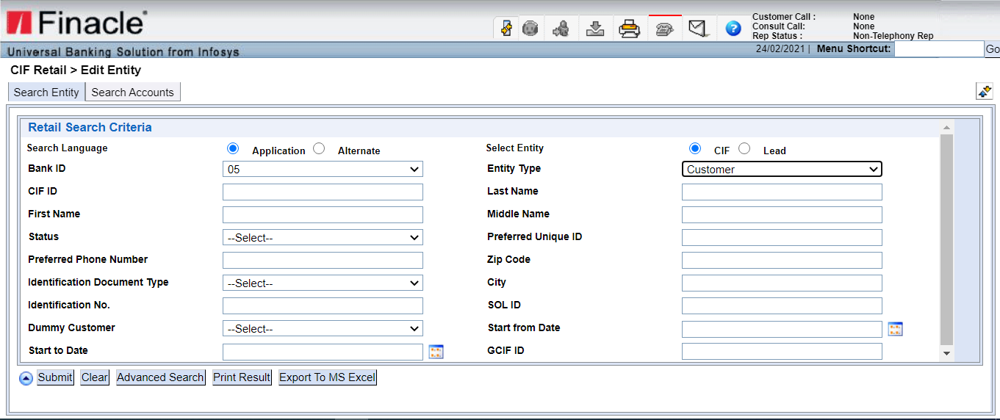 Finacle
Customer Call : None
Consult Call: None
Rep Status : Non-Telephony Rep
Universal Banking Solution from Infosys
24/02/2021 | Menu Shortcut: Go
CIF Retail > Edit Entity
Search Entity Search Accounts
Retail Search Criteria
Search Language Application Alternate Select Entity CIF Lead
Bank ID 05 Entity Type Customer
CIF ID Last Name
First Name Middle Name
Status --Select-- Preferred Unique ID
Preferred Phone Number Zip Code
Identification Document Type --Select-- City
Identification No. SOL ID
Dummy Customer --Select-- Start from Date
Start to Date GCIF ID
Submit Clear Advanced Search Print Result Export To MS Excel